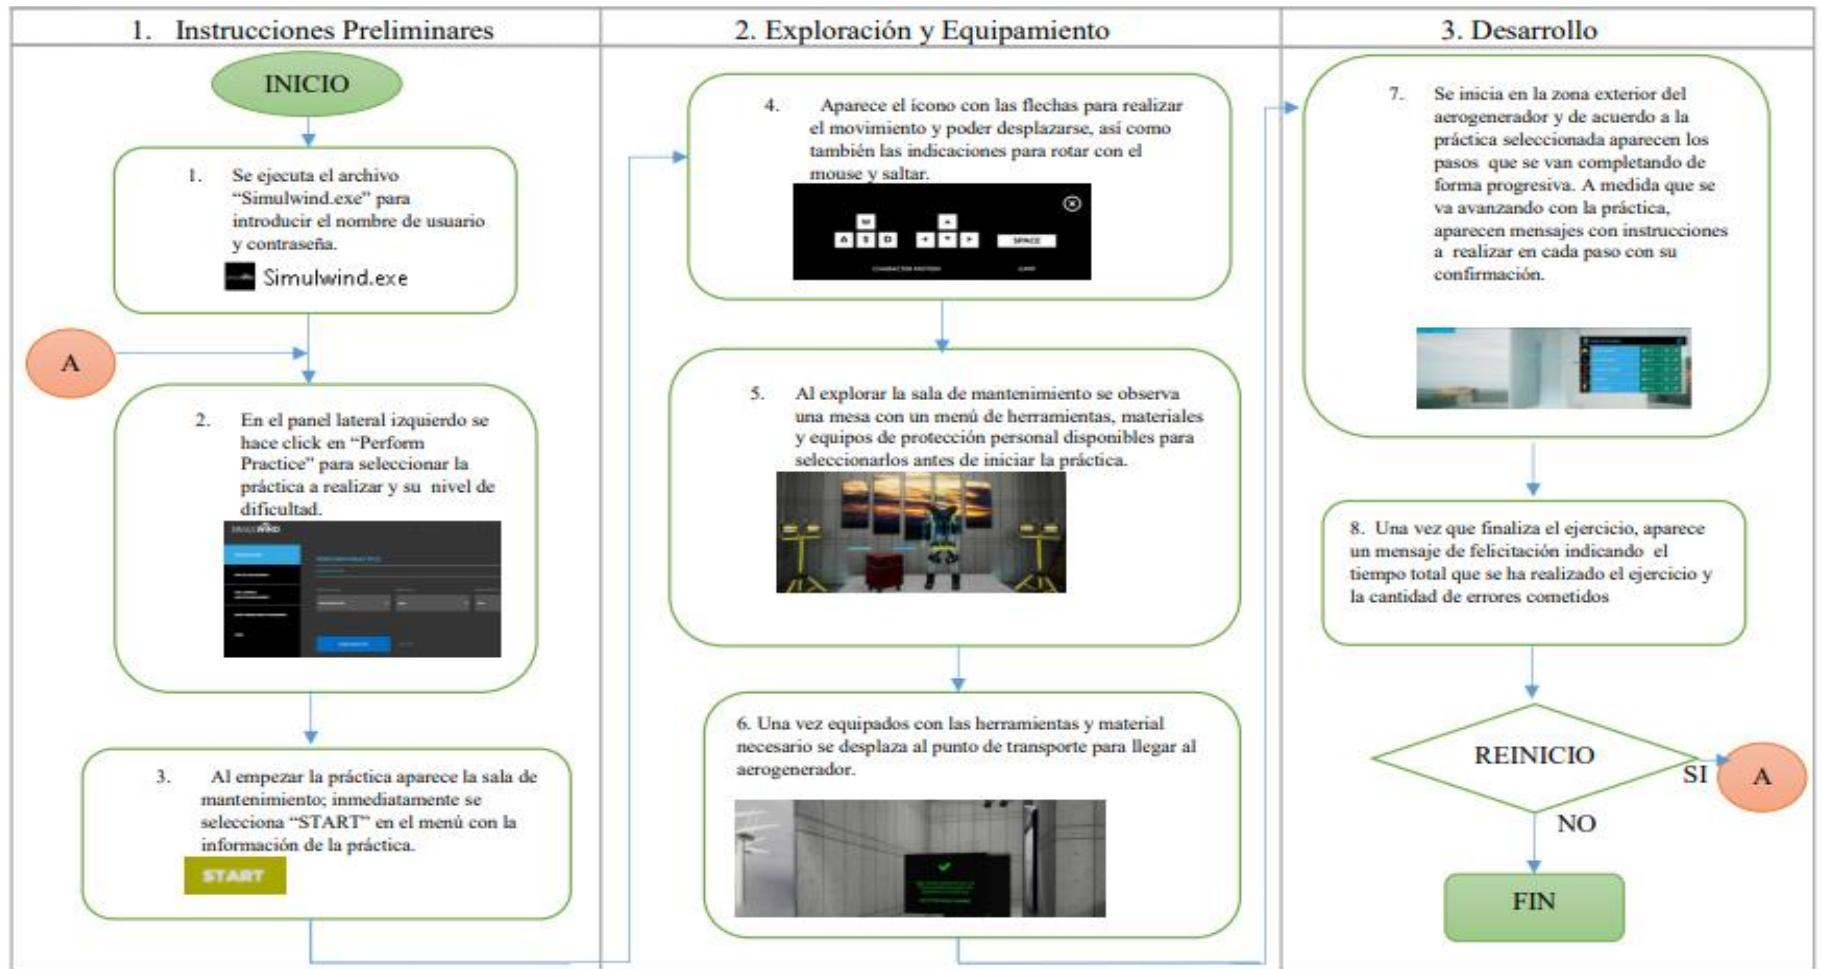 1. Instrucciones Preliminares
INICIO
1. Se ejecuta el archivo
“Simulwind.exe” para
introducir el nombre de usuario
y contraseña.
Simulwind.exe
A
2. En el panel lateral izquierdo se
hace click en “Perform
Practice” para seleccionar la
práctica a realizar y su nivel de
dificultad.
3. Al empezar la práctica aparece la sala de
mantenimiento; inmediatamente se
selecciona “START” en el menú con la
información de la práctica.
START
2. Exploración y Equipamiento
4. Aparece el ícono con las flechas para realizar
el movimiento y poder desplazarse, así como
también las indicaciones para rotar con el
mouse y saltar.
W
A S D
SPACE
5. Al explorar la sala de mantenimiento se observa
una mesa con un menú de herramientas, materiales
y equipos de protección personal disponibles para
seleccionarlos antes de iniciar la práctica.
6. Una vez equipados con las herramientas y material
necesario se desplaza al punto de transporte para llegar al
aerogenerador.
3. Desarrollo
7. Se inicia en la zona exterior del
aerogenerador y de acuerdo a la
práctica seleccionada aparecen los
pasos que se van completando de
forma progresiva. A medida que se
va avanzando con la práctica,
aparecen mensajes con instrucciones
a realizar en cada paso con su
confirmación.
8. Una vez que finaliza el ejercicio, aparece
un mensaje de felicitación indicando el
tiempo total que se ha realizado el ejercicio y
la cantidad de errores cometidos
REINICIO
SI
A
NO
FIN